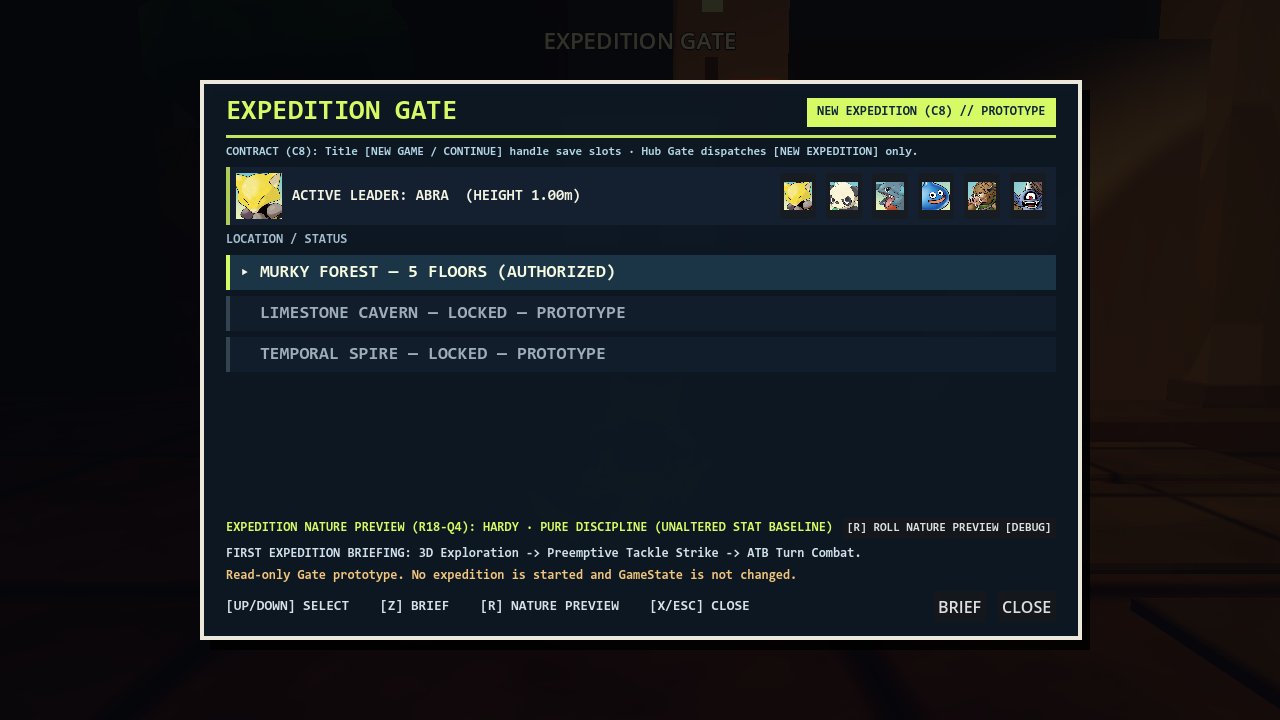 EXPEDITION GATE
EXPEDITION GATE
NEW EXPEDITION (C8) // PROTOTYPE
CONTRACT (C8): Title [NEW GAME / CONTINUE] handle save slots · Hub Gate dispatches [NEW EXPEDITION] only.
ACTIVE LEADER: ABRA (HEIGHT 1.00m)
LOCATION / STATUS
▸ MURKY FOREST — 5 FLOORS (AUTHORIZED)
LIMESTONE CAVERN — LOCKED — PROTOTYPE
TEMPORAL SPIRE — LOCKED — PROTOTYPE
EXPEDITION NATURE PREVIEW (R18-Q4): HARDY · PURE DISCIPLINE (UNALTERED STAT BASELINE)
[R] ROLL NATURE PREVIEW [DEBUG]
FIRST EXPEDITION BRIEFING: 3D Exploration -> Preemptive Tackle Strike -> ATB Turn Combat.
Read-only Gate prototype. No expedition is started and GameState is not changed.
[UP/DOWN] SELECT [Z] BRIEF [R] NATURE PREVIEW [X/ESC] CLOSE
BRIEF CLOSE